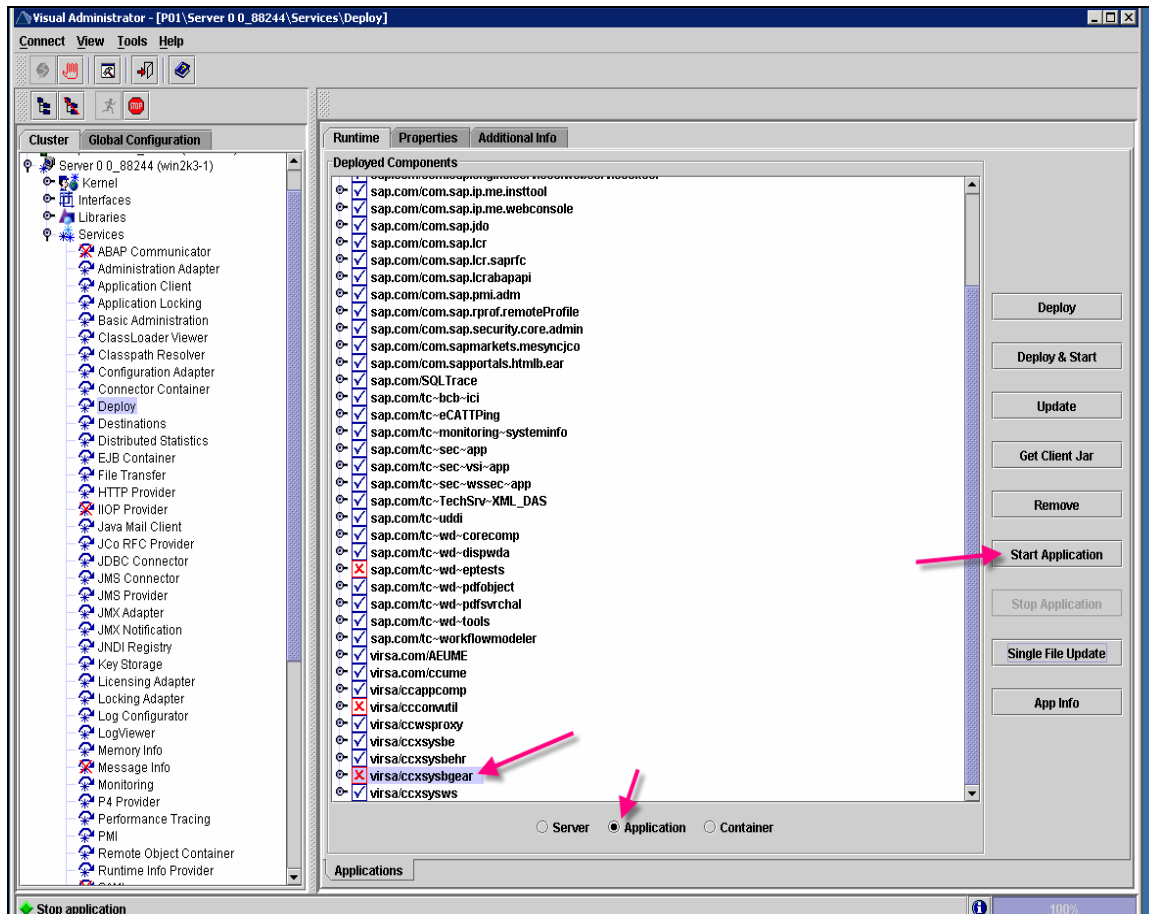 Visual Administrator - [P01\Server 0 0_88244\Services\Deploy]
Connect View Tools Help
STOP
Cluster Global Configuration
Server 0 0_88244 (win2k3-1)
Kernel
Interfaces
Libraries
Services
ABAP Communicator
Administration Adapter
Application Client
Application Locking
Basic Administration
ClassLoader Viewer
Classpath Resolver
Configuration Adapter
Connector Container
Deploy
Destinations
Distributed Statistics
EJB Container
File Transfer
HTTP Provider
IIOP Provider
Java Mail Client
JCo RFC Provider
JDBC Connector
JMS Connector
JMS Provider
JMX Adapter
JMX Notification
JNDI Registry
Key Storage
Licensing Adapter
Locking Adapter
Log Configurator
LogViewer
Memory Info
Message Info
Monitoring
P4 Provider
Performance Tracing
PMI
Remote Object Container
Runtime Info Provider
Runtime Properties Additional Info
Deployed Components
sap.com/com.sap.ip.me.insttool
sap.com/com.sap.ip.me.webconsole
sap.com/com.sap.jdo
sap.com/com.sap.lcr
sap.com/com.sap.lcr.saprfc
sap.com/com.sap.lcrabapapi
sap.com/com.sap.pmi.adm
sap.com/com.sap.rprof.remoteProfile
sap.com/com.sap.security.core.admin
sap.com/com.sapmarkets.mesyncjco
sap.com/com.sapportals.htmlb.ear
sap.com/SQLTrace
sap.com/tc~bcb~ici
sap.com/tc~eCATTPing
sap.com/tc~monitoring~systeminfo
sap.com/tc~sec~app
sap.com/tc~sec~vsi~app
sap.com/tc~sec~wssec~app
sap.com/tc~TechSrv~XML_DAS
sap.com/tc~uddi
sap.com/tc~wd~corecomp
sap.com/tc~wd~dispwda
sap.com/tc~wd~eptests
sap.com/tc~wd~pdfobject
sap.com/tc~wd~pdfsvrchal
sap.com/tc~wd~tools
sap.com/tc~workflowmodeler
virsa.com/AEUME
virsa.com/ccume
virsa/ccappcomp
virsa/ccconvutil
virsa/ccwsproxy
virsa/ccxsysbe
virsa/ccxsysbehr
virsa/ccxsysbgear
virsa/ccxsysws
Server Application Container
Applications
Deploy
Deploy & Start
Update
Get Client Jar
Remove
Start Application
Stop Application
Single File Update
App Info
Stop application
100%